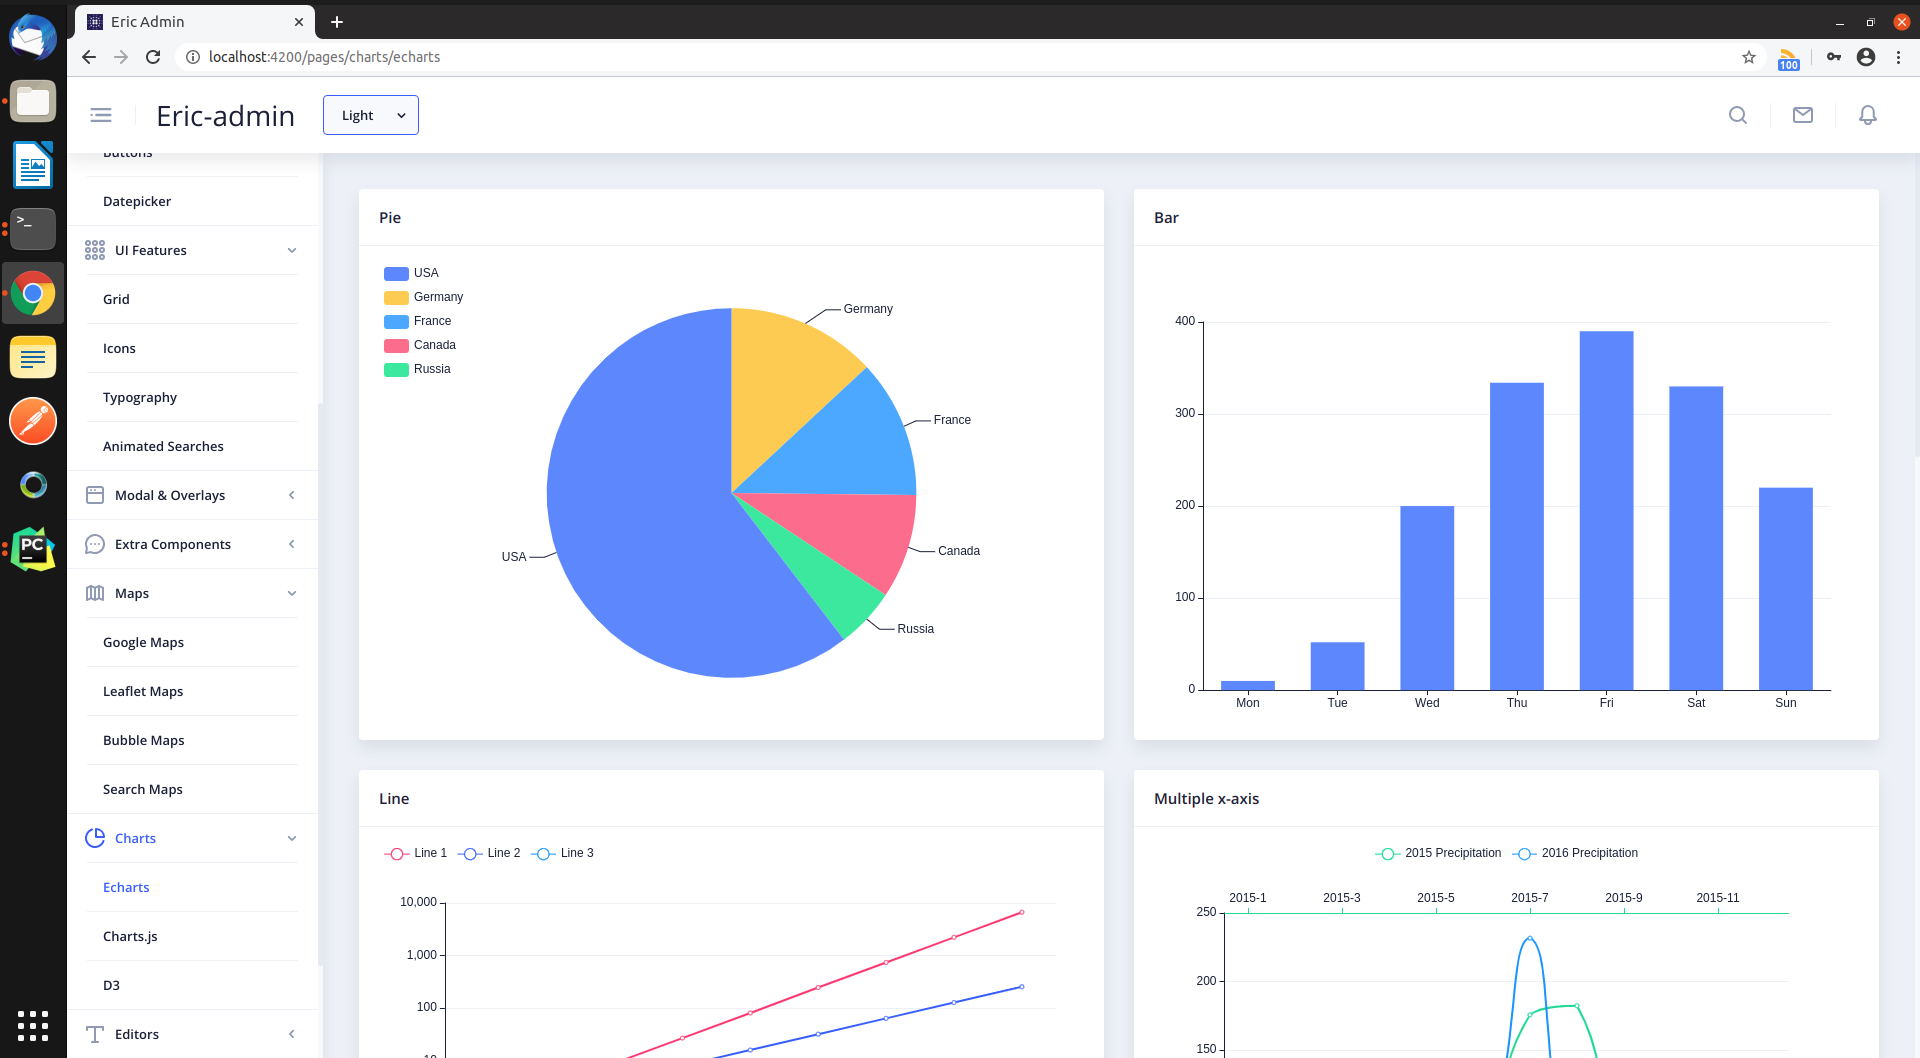 Eric Admin
localhost:4200/pages/charts/echarts
100
Eric-admin
Light
Buttons
Datepicker
UI Features
Grid
Icons
Typography
Animated Searches
Modal & Overlays
Extra Components
Maps
Google Maps
Leaflet Maps
Bubble Maps
Search Maps
Charts
Echarts
Charts.js
D3
Editors
>_
PC
Pie
USA
Germany
France
Canada
Russia
Germany
France
Canada
Russia
USA
Bar
400
300
200
100
0
Mon Tue Wed Thu Fri Sat Sun
Line
Line 1 Line 2 Line 3
10,000
1,000
100
10
Multiple x-axis
2015 Precipitation 2016 Precipitation
2015-1 2015-3 2015-5 2015-7 2015-9 2015-11
250
200
150